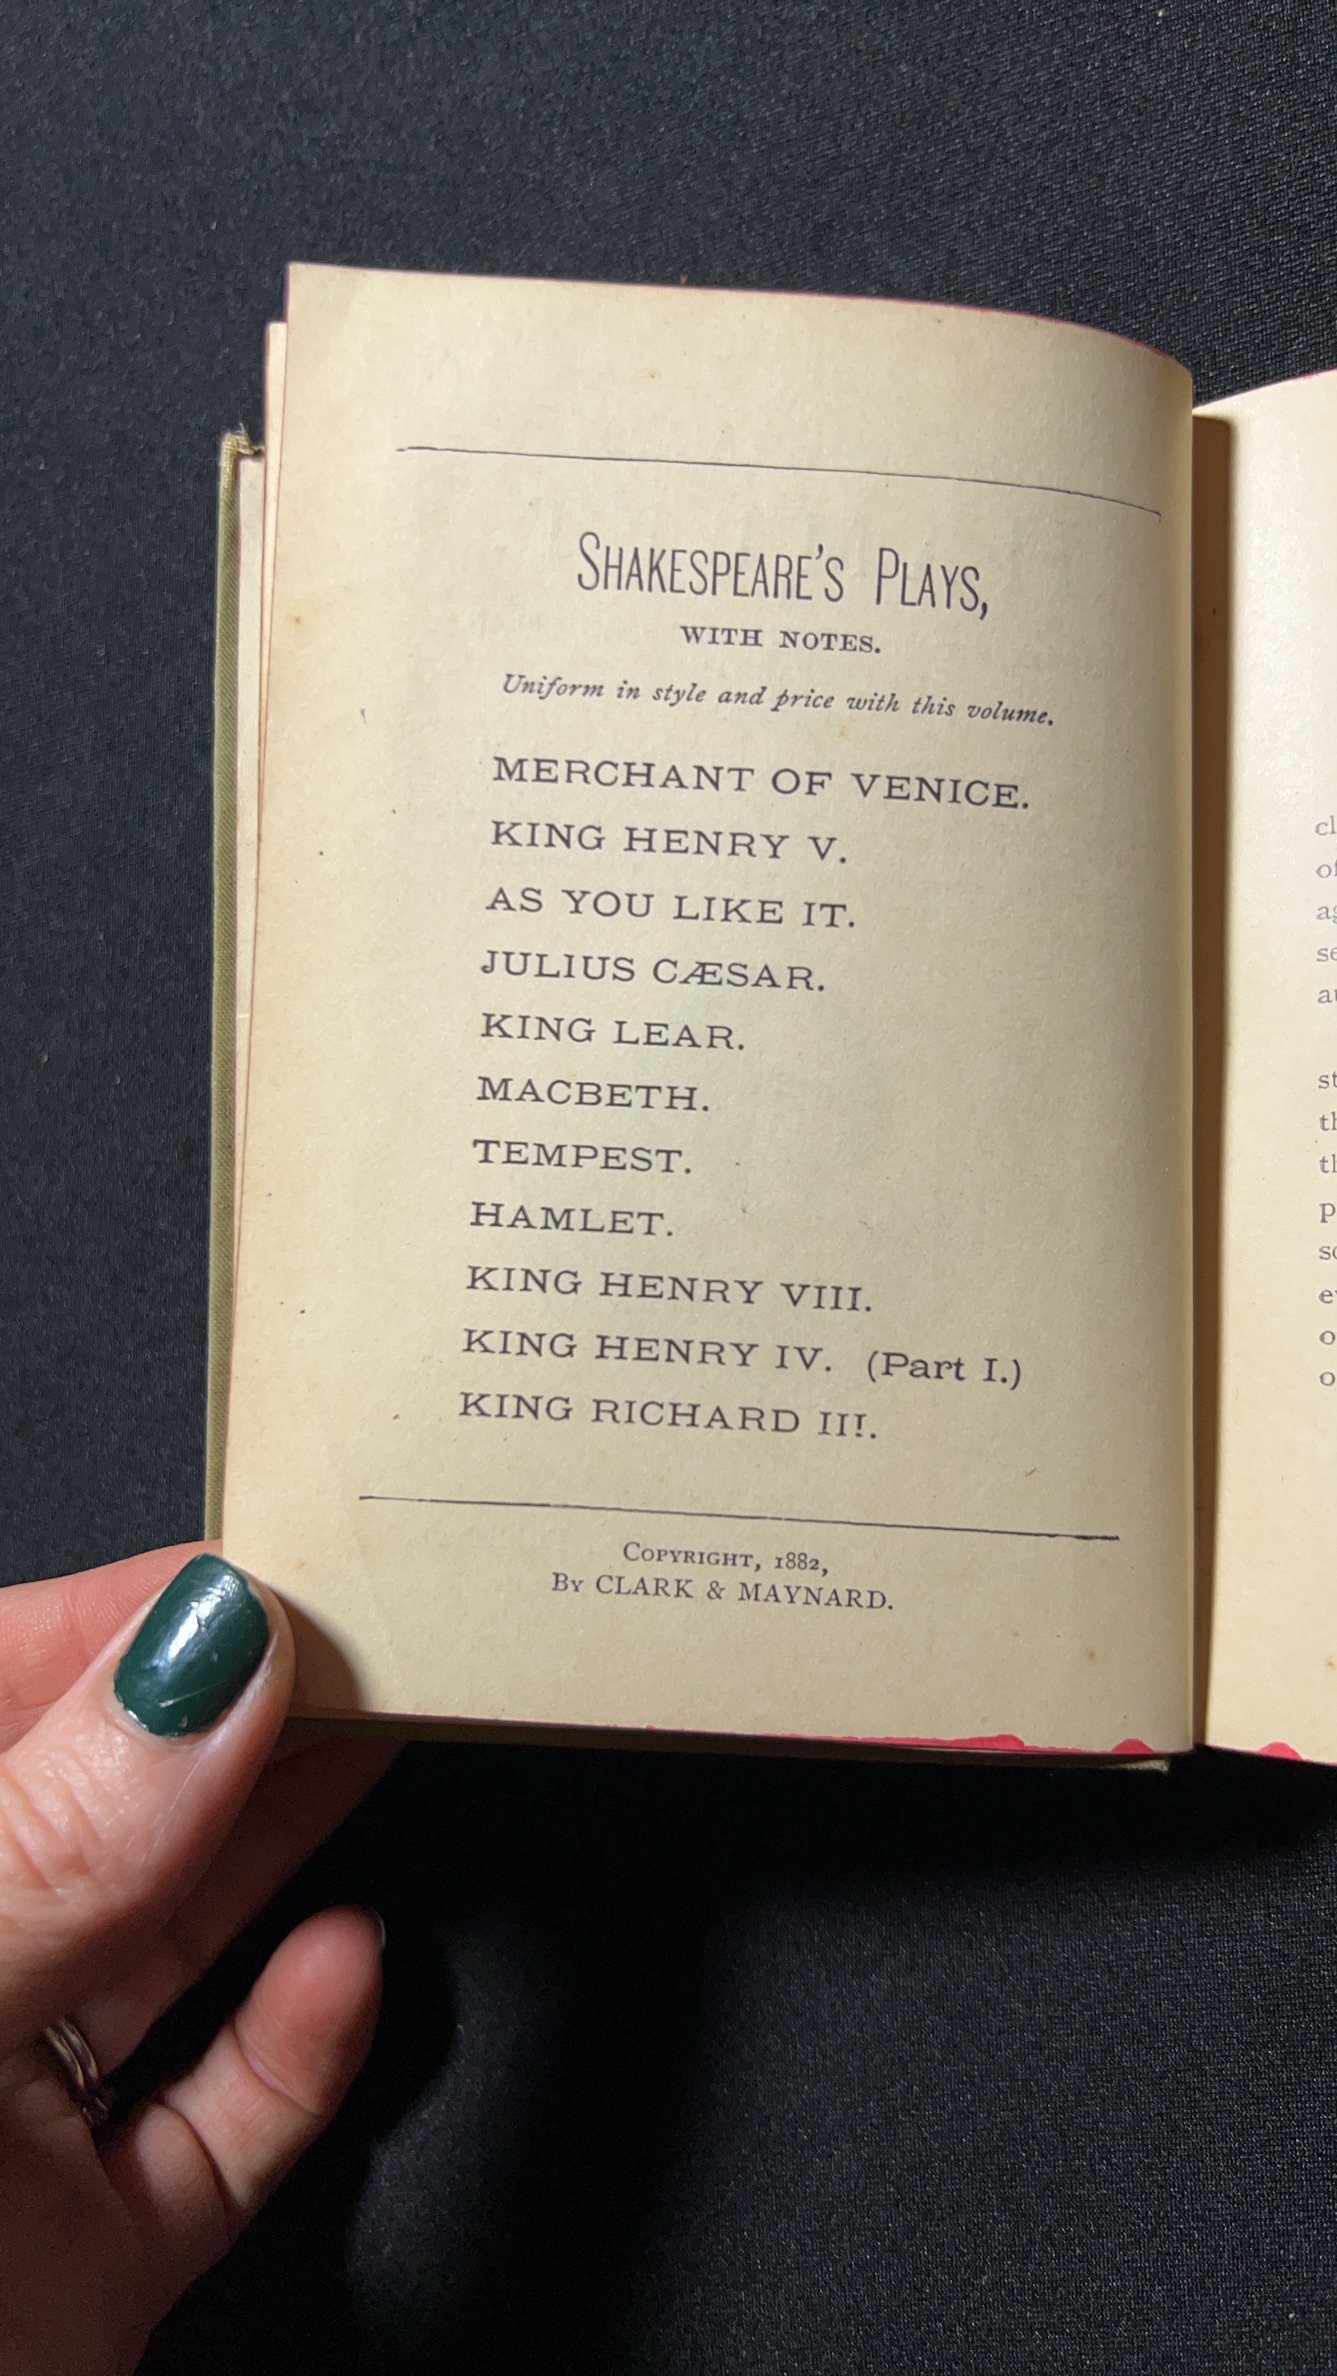 SHAKESPEARE'S PLAYS,
WITH NOTES.
Uniform in style and price with this volume.
MERCHANT OF VENICE.
KING HENRY V.
AS YOU LIKE IT.
JULIUS CÆSAR.
KING LEAR.
MACBETH.
TEMPEST.
HAMLET.
KING HENRY VIII.
KING HENRY IV. (Part I.)
KING RICHARD III.
COPYRIGHT, 1882,
BY CLARK & MAYNARD.